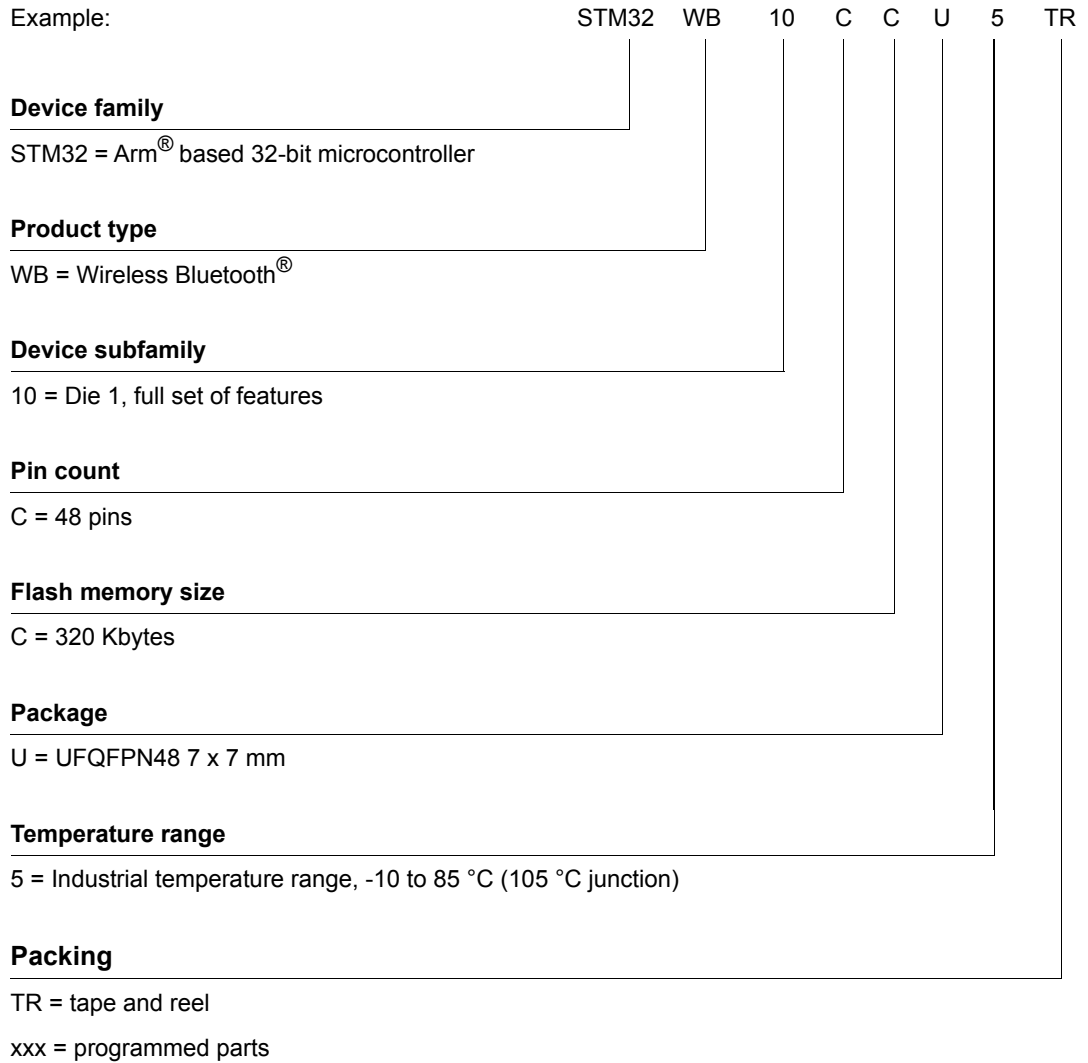 Example: STM32 WB 10 C C U 5 TR
Device family
STM32 = Arm® based 32-bit microcontroller
Product type
WB = Wireless Bluetooth®
Device subfamily
10 = Die 1, full set of features
Pin count
C = 48 pins
Flash memory size
C = 320 Kbytes
Package
U = UFQFPN48 7 x 7 mm
Temperature range
5 = Industrial temperature range, -10 to 85 °C (105 °C junction)
Packing
TR = tape and reel
xxx = programmed parts